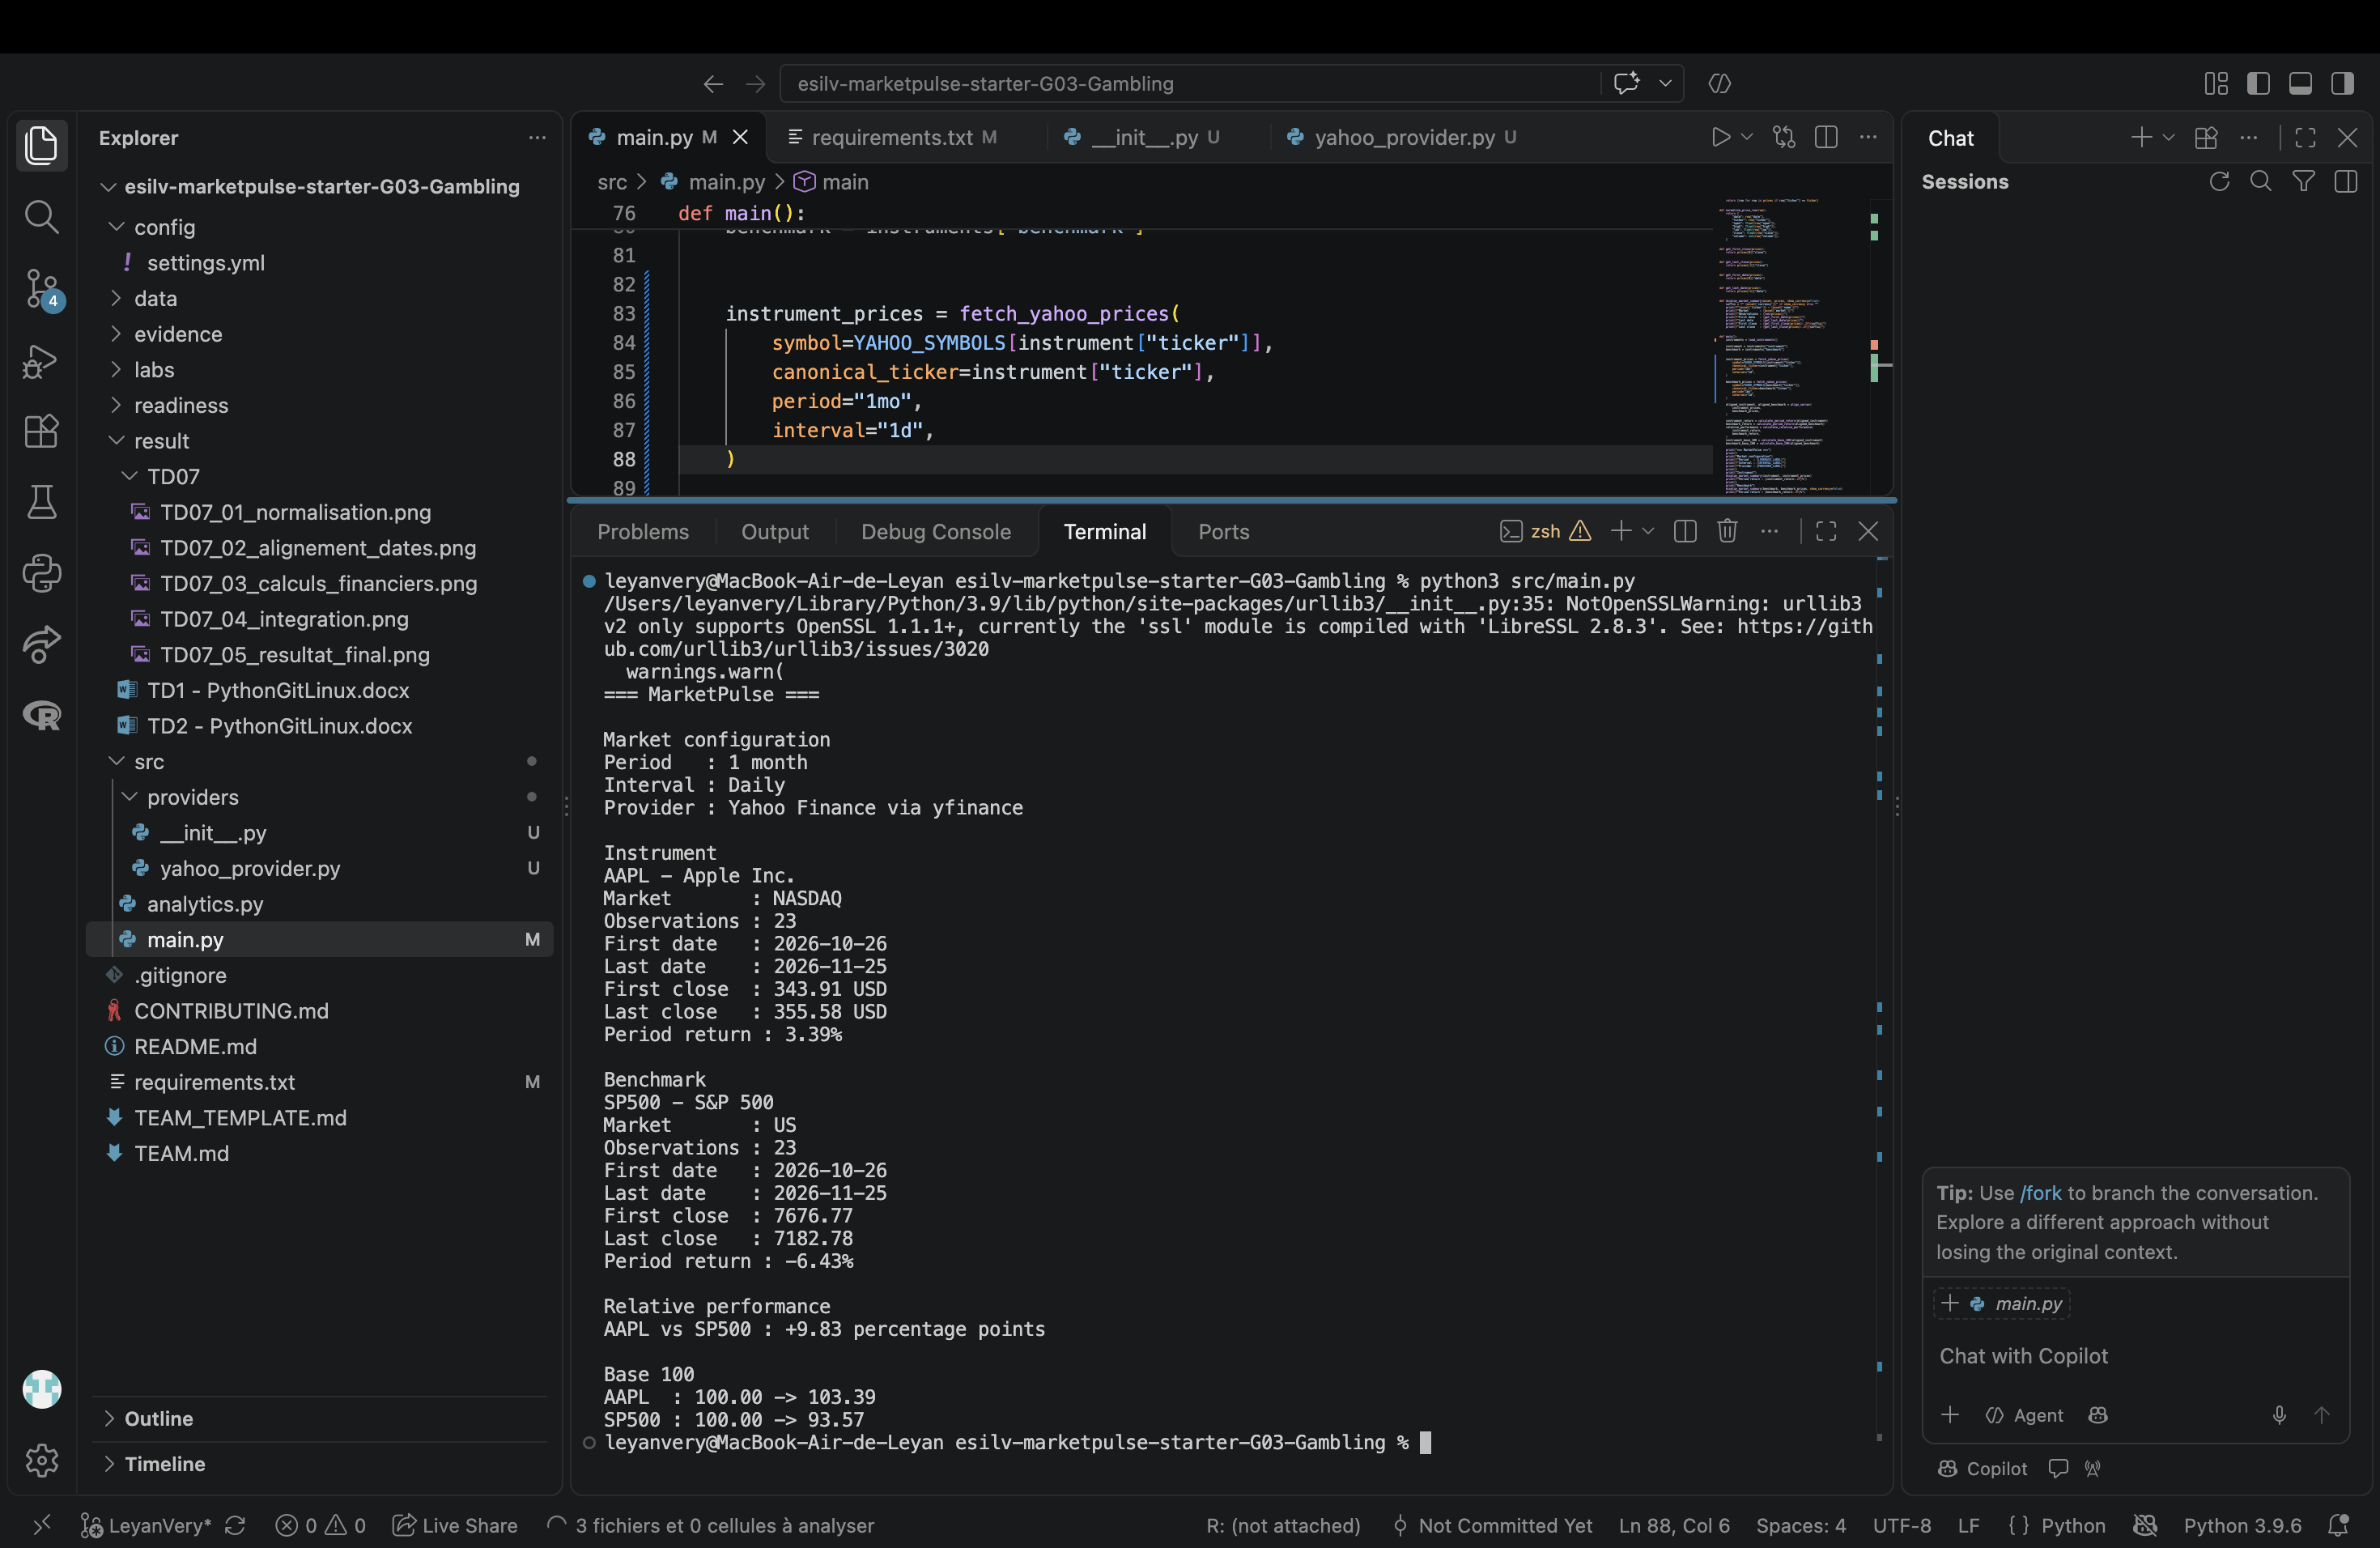 esilv-marketpulse-starter-G03-Gambling
Explorer
esilv-marketpulse-starter-G03-Gambling
config
! settings.yml
data
evidence
labs
readiness
result
TD07
TD07_01_normalisation.png
TD07_02_alignement_dates.png
TD07_03_calculs_financiers.png
TD07_04_integration.png
TD07_05_resultat_final.png
TD1 - PythonGitLinux.docx
TD2 - PythonGitLinux.docx
src
providers
__init__.py U
yahoo_provider.py U
analytics.py
main.py M
.gitignore
CONTRIBUTING.md
README.md
requirements.txt M
TEAM_TEMPLATE.md
TEAM.md
Outline
Timeline
4
main.py M
requirements.txt M
__init__.py U
yahoo_provider.py U
src > main.py > main
76 def main():
81
82
83 instrument_prices = fetch_yahoo_prices(
84 symbol=YAHOO_SYMBOLS[instrument["ticker"]],
85 canonical_ticker=instrument["ticker"],
86 period="1mo",
87 interval="1d",
88 )
89
Problems Output Debug Console Terminal Ports
zsh
leyanvery@MacBook-Air-de-Leyan esilv-marketpulse-starter-G03-Gambling % python3 src/main.py
/Users/leyanvery/Library/Python/3.9/lib/python/site-packages/urllib3/__init__.py:35: NotOpenSSLWarning: urllib3
v2 only supports OpenSSL 1.1.1+, currently the 'ssl' module is compiled with 'LibreSSL 2.8.3'. See: https://gith
ub.com/urllib3/urllib3/issues/3020
warnings.warn(
=== MarketPulse ===
Market configuration
Period : 1 month
Interval : Daily
Provider : Yahoo Finance via yfinance
Instrument
AAPL - Apple Inc.
Market : NASDAQ
Observations : 23
First date : 2026-10-26
Last date : 2026-11-25
First close : 343.91 USD
Last close : 355.58 USD
Period return : 3.39%
Benchmark
SP500 - S&P 500
Market : US
Observations : 23
First date : 2026-10-26
Last date : 2026-11-25
First close : 7676.77
Last close : 7182.78
Period return : -6.43%
Relative performance
AAPL vs SP500 : +9.83 percentage points
Base 100
AAPL : 100.00 -> 103.39
SP500 : 100.00 -> 93.57
leyanvery@MacBook-Air-de-Leyan esilv-marketpulse-starter-G03-Gambling %
Chat
Sessions
Tip: Use /fork to branch the conversation.
Explore a different approach without
losing the original context.
main.py
Chat with Copilot
Agent
Copilot
LeyanVery*
0 0
Live Share
3 fichiers et 0 cellules à analyser
R: (not attached)
Not Committed Yet
Ln 88, Col 6
Spaces: 4
UTF-8
LF
{ } Python
Python 3.9.6